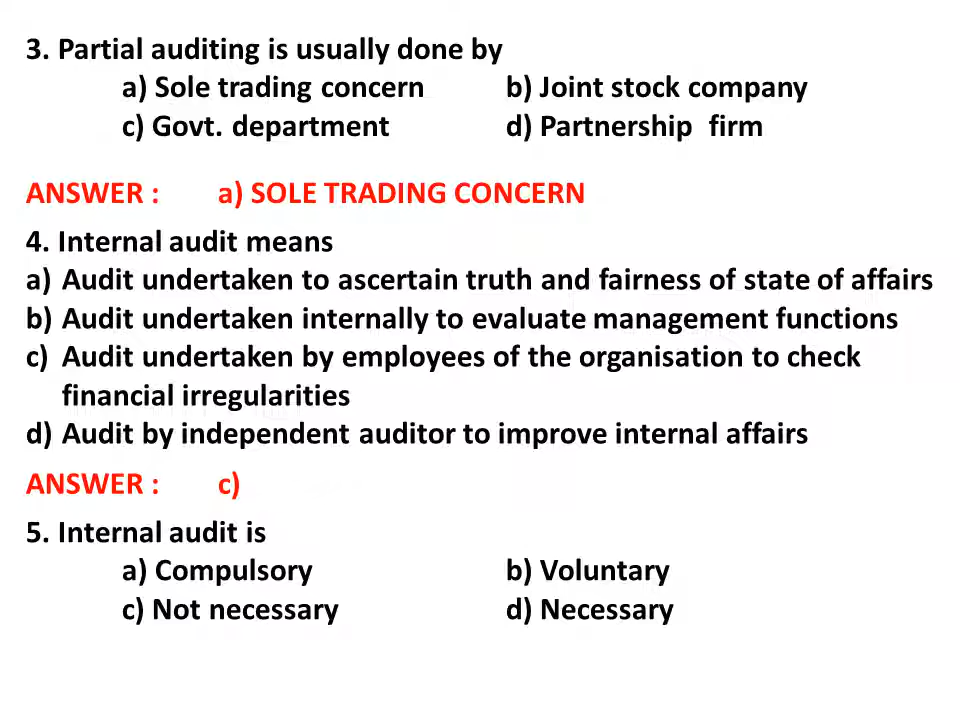 3. Partial auditing is usually done by
a) Sole trading concern b) Joint stock company
c) Govt. department d) Partnership firm
ANSWER : a) SOLE TRADING CONCERN
4. Internal audit means
a) Audit undertaken to ascertain truth and fairness of state of affairs
b) Audit undertaken internally to evaluate management functions
c) Audit undertaken by employees of the organisation to check
financial irregularities
d) Audit by independent auditor to improve internal affairs
ANSWER : c)
5. Internal audit is
a) Compulsory b) Voluntary
c) Not necessary d) Necessary